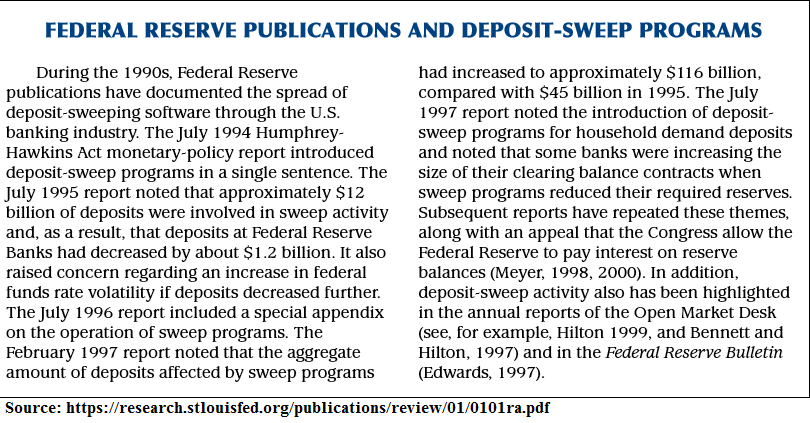 FEDERAL RESERVE PUBLICATIONS AND DEPOSIT-SWEEP PROGRAMS
During the 1990s, Federal Reserve
publications have documented the spread of
deposit-sweeping software through the U.S.
banking industry. The July 1994 Humphrey-
Hawkins Act monetary-policy report introduced
deposit-sweep programs in a single sentence. The
July 1995 report noted that approximately $12
billion of deposits were involved in sweep activity
and, as a result, that deposits at Federal Reserve
Banks had decreased by about $1.2 billion. It also
raised concern regarding an increase in federal
funds rate volatility if deposits decreased further.
The July 1996 report included a special appendix
on the operation of sweep programs. The
February 1997 report noted that the aggregate
amount of deposits affected by sweep programs
had increased to approximately $116 billion,
compared with $45 billion in 1995. The July
1997 report noted the introduction of deposit-
sweep programs for household demand deposits
and noted that some banks were increasing the
size of their clearing balance contracts when
sweep programs reduced their required reserves.
Subsequent reports have repeated these themes,
along with an appeal that the Congress allow the
Federal Reserve to pay interest on reserve
balances (Meyer, 1998, 2000). In addition,
deposit-sweep activity also has been highlighted
in the annual reports of the Open Market Desk
(see, for example, Hilton 1999, and Bennett and
Hilton, 1997) and in the Federal Reserve Bulletin
(Edwards, 1997).
Source: https://research.stlouisfed.org/publications/review/01/0101ra.pdf